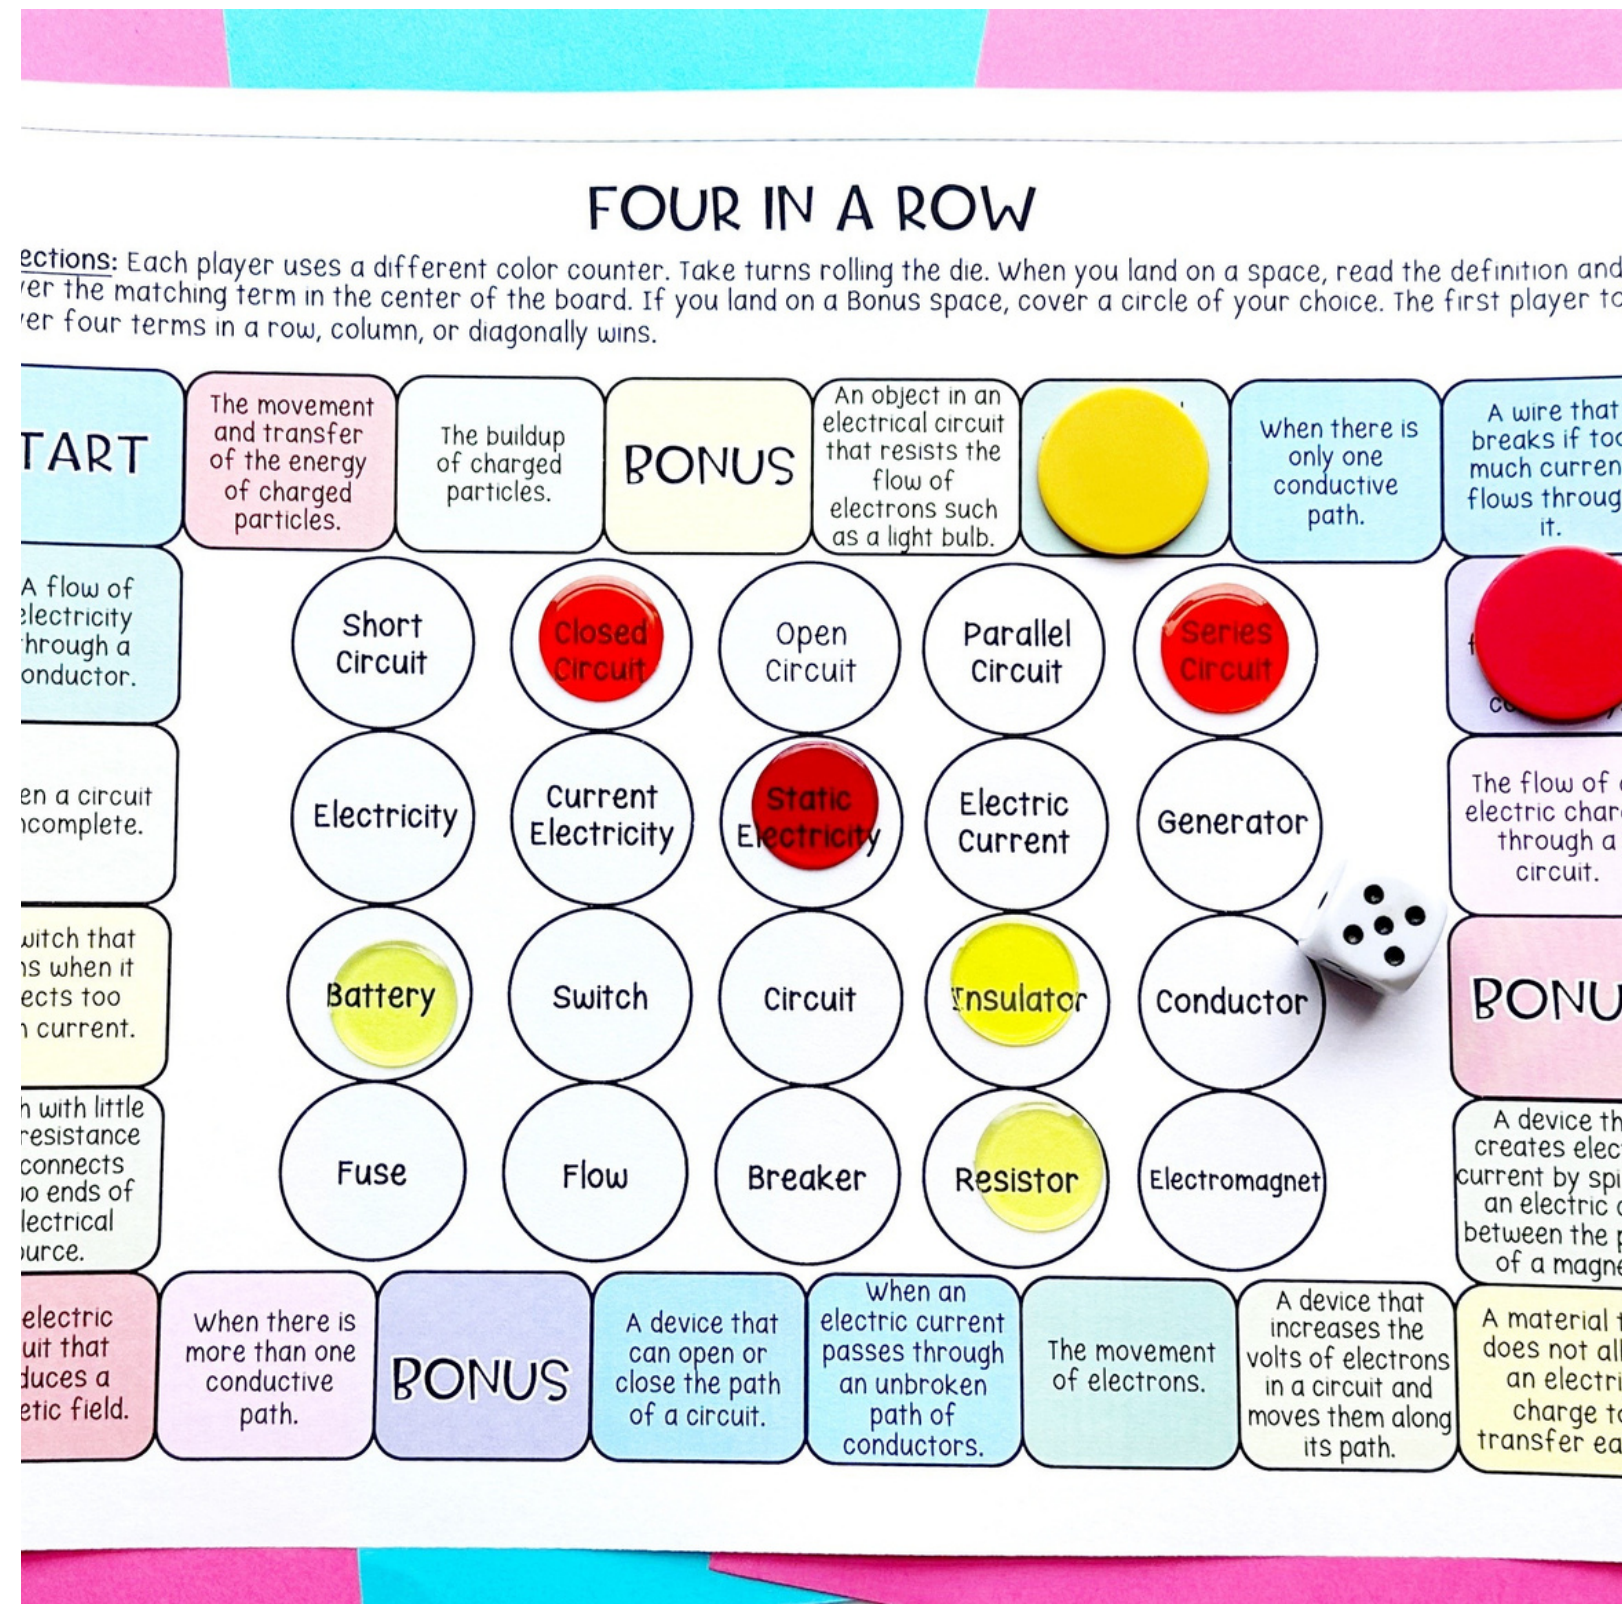 FOUR IN A ROW
ections: Each player uses a different color counter. Take turns rolling the die. When you land on a space, read the definition and
er the matching term in the center of the board. If you land on a Bonus space, cover a circle of your choice. The first player to
er four terms in a row, column, or diagonally wins.
TART
The movement
and transfer
of the energy
of charged
particles.
The buildup
of charged
particles.
BONUS
An object in an
electrical circuit
that resists the
flow of
electrons such
as a light bulb.
When there is
only one
conductive
path.
A wire that
breaks if too
much curren
flows throug
it.
A flow of
electricity
hrough a
onductor.
Short
Circuit
Closed
Circuit
Open
Circuit
Parallel
Circuit
Series
Circuit
en a circuit
ncomplete.
Electricity
Current
Electricity
Static
Electricity
Electric
Current
Generator
The flow of
electric char
through a
circuit.
witch that
ns when it
ects too
current.
Battery
Switch
Circuit
Insulator
Conductor
BONU
h with little
resistance
connects
o ends of
lectrical
ource.
Fuse
Flow
Breaker
Resistor
Electromagnet
A device th
creates elec
current by spi
an electric
between the p
of a magne
electric
uit that
duces a
etic field.
When there is
more than one
conductive
path.
BONUS
A device that
can open or
close the path
of a circuit.
When an
electric current
passes through
an unbroken
path of
conductors.
The movement
of electrons.
A device that
increases the
volts of electrons
in a circuit and
moves them along
its path.
A material t
does not all
an electri
charge to
transfer ea